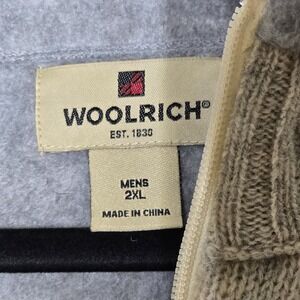 WOOLRICH®
EST. 1830
MENS
2XL
MADE IN CHINA